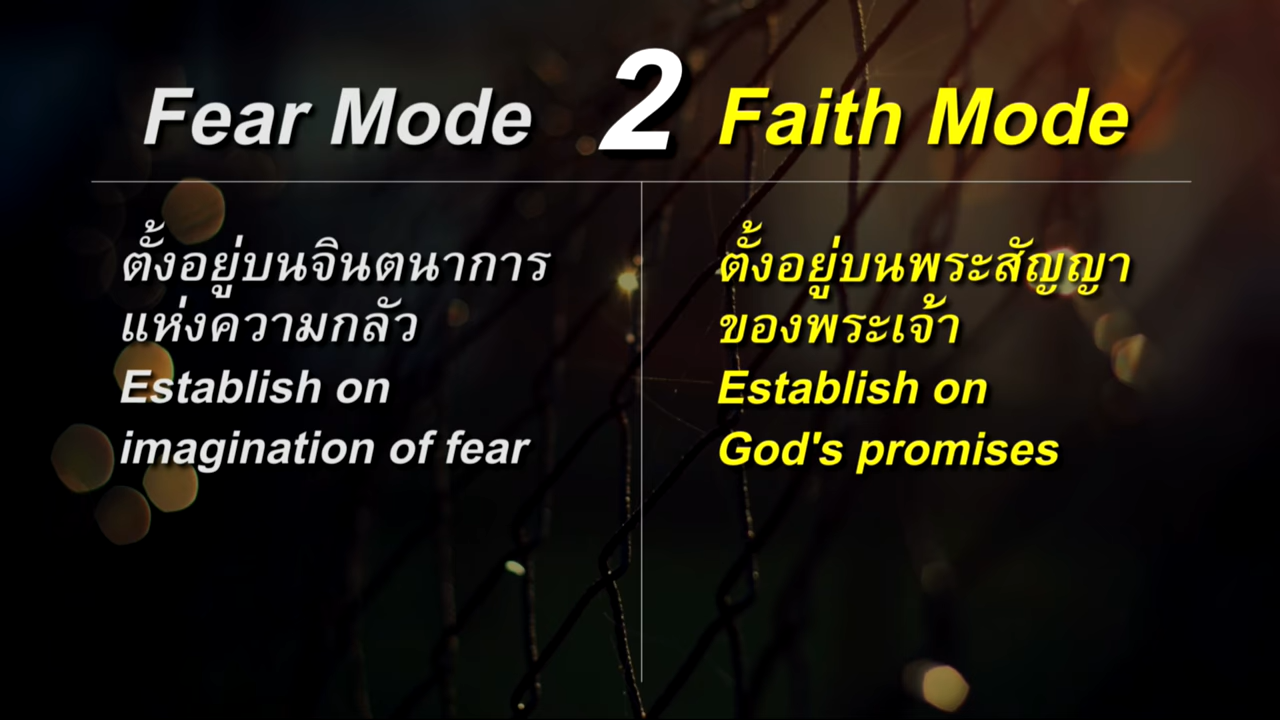 Fear Mode 2 Faith Mode
ตั้งอยู่บนจินตนาการ
แห่งความกลัว
Establish on
imagination of fear
ตั้งอยู่บนพระสัญญา
ของพระเจ้า
Establish on
God's promises